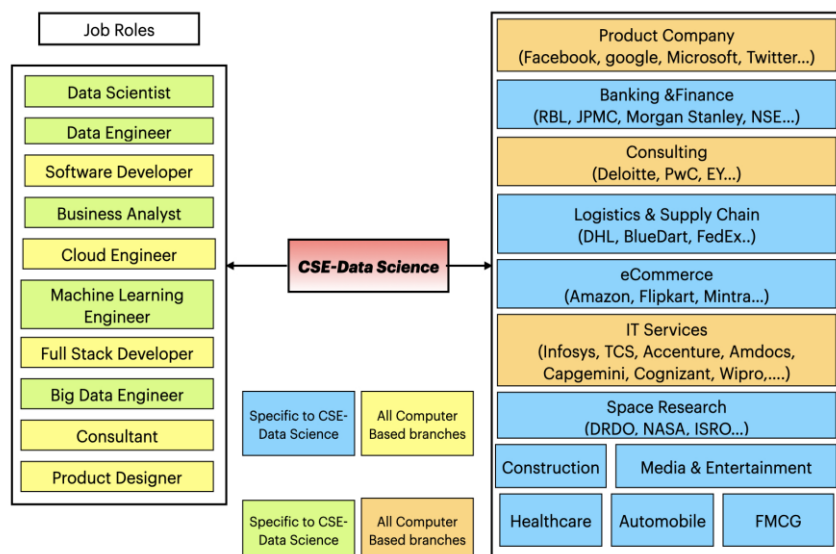 Job Roles
Data Scientist
Data Engineer
Software Developer
Business Analyst
Cloud Engineer
Machine Learning
Engineer
Full Stack Developer
Big Data Engineer
Consultant
Product Designer
CSE-Data Science
Specific to CSE-
Data Science
All Computer
Based branches
Specific to CSE-
Data Science
All Computer
Based branches
Product Company
(Facebook, google, Microsoft, Twitter...)
Banking &Finance
(RBL, JPMC, Morgan Stanley, NSE...)
Consulting
(Deloitte, PwC, EY...)
Logistics & Supply Chain
(DHL, BlueDart, FedEx..)
eCommerce
(Amazon, Flipkart, Mintra...)
IT Services
(Infosys, TCS, Accenture, Amdocs,
Capgemini, Cognizant, Wipro,....)
Space Research
(DRDO, NASA, ISRO...)
Construction
Media & Entertainment
Healthcare
Automobile
FMCG